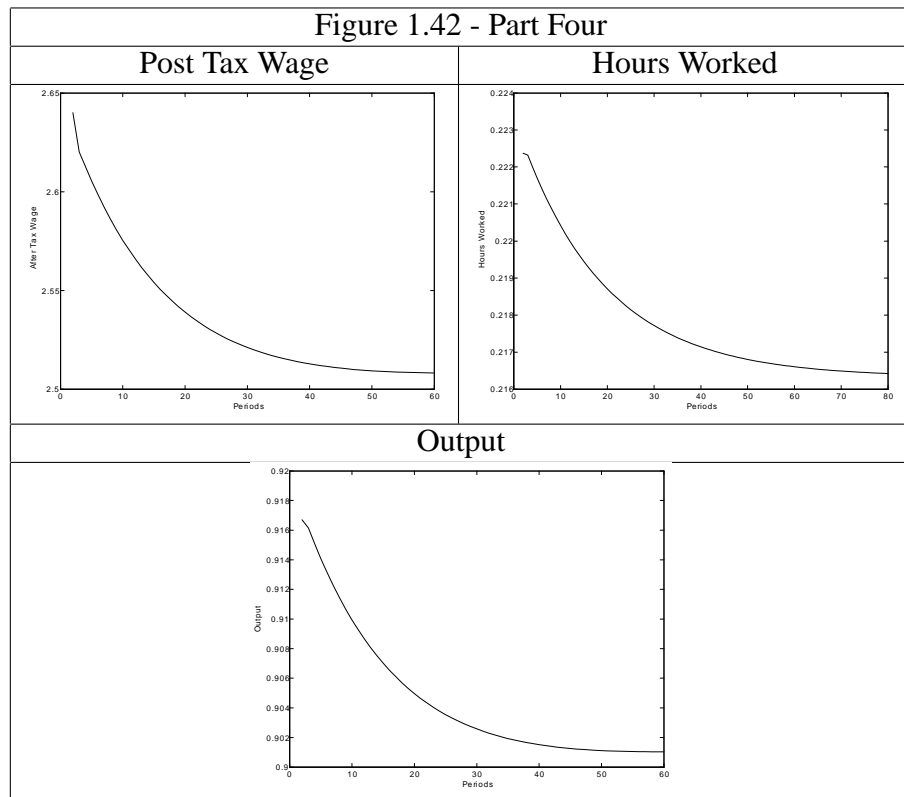 Figure 1.42 - Part Four
Post Tax Wage
Hours Worked
2.65
2.6
2.55
2.5
After Tax Wage
0 10 20 30 40 50 60
Periods
0.224
0.223
0.222
0.221
0.22
0.219
0.218
0.217
0.216
Hours Worked
0 10 20 30 40 50 60 70 80
Periods
Output
0.92
0.918
0.916
0.914
0.912
0.91
0.908
0.906
0.904
0.902
0.9
Output
0 10 20 30 40 50 60
Periods